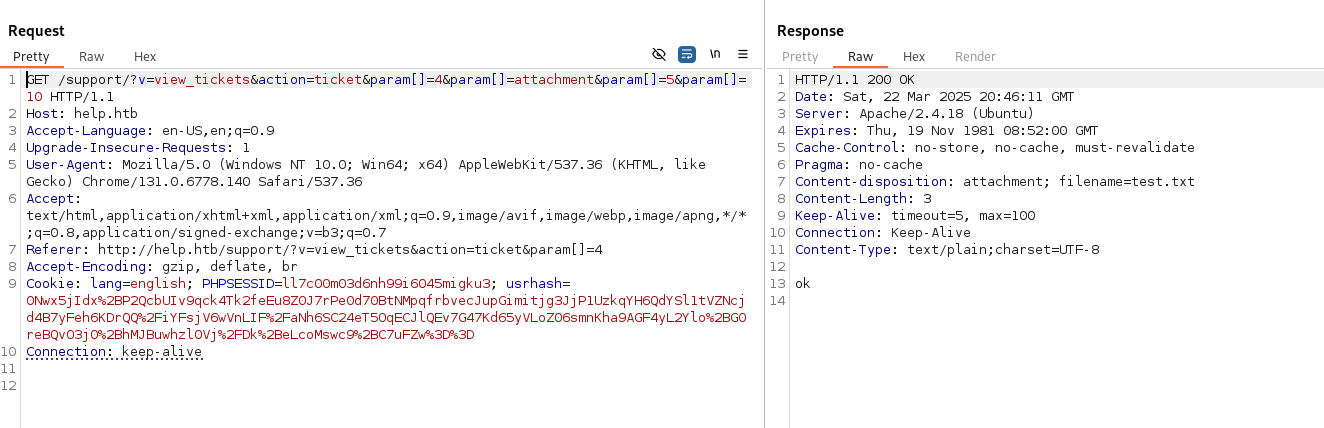 Request
Pretty Raw Hex \n
1 GET /support/?v=view_tickets&action=ticket&param[]=4&param[]=attachment&param[]=5&param[]=
10 HTTP/1.1
2 Host: help.htb
3 Accept-Language: en-US,en;q=0.9
4 Upgrade-Insecure-Requests: 1
5 User-Agent: Mozilla/5.0 (Windows NT 10.0; Win64; x64) AppleWebKit/537.36 (KHTML, like
Gecko) Chrome/131.0.6778.140 Safari/537.36
6 Accept:
text/html,application/xhtml+xml,application/xml;q=0.9,image/avif,image/webp,image/apng,*/*
;q=0.8,application/signed-exchange;v=b3;q=0.7
7 Referer: http://help.htb/support/?v=view_tickets&action=ticket&param[]=4
8 Accept-Encoding: gzip, deflate, br
9 Cookie: lang=english; PHPSESSID=ll7c00m03d6nh99i6045migku3; usrhash=
0Nwx5jIdx%2BP2QcbUIv9qck4Tk2feEu8Z0J7rPe0d70BtNMpqfrbvecJupGimitjg3JjP1UzkqYH6QdYSl1tVZNcj
d4B7yFeh6KDrQQ%2FiYFsjV6wVnLIF%2FaNh6SC24eT5OqECJlQEv7G47Kd65yVLoZ06smnKha9AGF4yL2Ylo%2BG0
reBQvO3j0%2BhMJBuwhzl0Vj%2FDk%2BeLcoMswc9%2BC7uFZw%3D%3D
10 Connection: keep-alive
11
12
Response
Pretty Raw Hex Render
1 HTTP/1.1 200 OK
2 Date: Sat, 22 Mar 2025 20:46:11 GMT
3 Server: Apache/2.4.18 (Ubuntu)
4 Expires: Thu, 19 Nov 1981 08:52:00 GMT
5 Cache-Control: no-store, no-cache, must-revalidate
6 Pragma: no-cache
7 Content-disposition: attachment; filename=test.txt
8 Content-Length: 3
9 Keep-Alive: timeout=5, max=100
10 Connection: Keep-Alive
11 Content-Type: text/plain;charset=UTF-8
12
13 ok
14